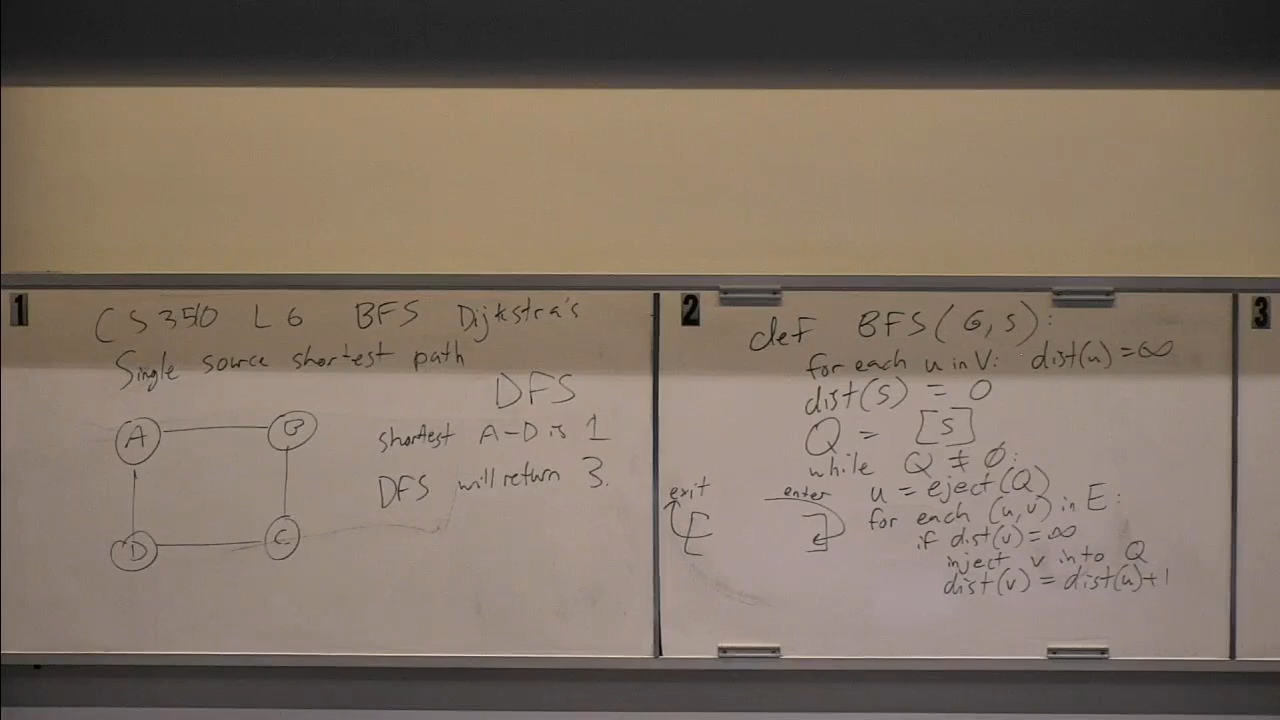 1
CS 3510 L 6 BFS Dijkstra's
Single source shortest path
DFS
A B
shortest A-D is 1
DFS will return 3.
D C
2
def BFS(G,s):
for each u in V: dist(u) = ∞
dist(s) = 0
Q = [s]
while Q ≠ ∅:
u = eject(Q)
for each (u,v) in E:
if dist(v) = ∞
inject v into Q
dist(v) = dist(u)+1
exit enter
3